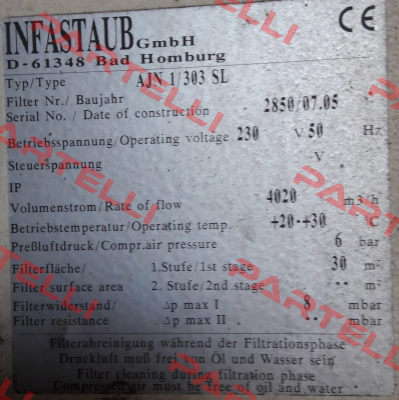 INFASTAUB GmbH CE
D-61348 Bad Homburg
Typ/Type AJN 1/303 SL
Filter Nr./ Baujahr
Serial No. / Date of construction 2850/07.05
Betriebsspannung/Operating voltage 230 V 50 Hz
Steuerspannung V
IP
Volumenstrom/Rate of flow 4020 m3/h
Betriebstemperatur/Operating temp. +20-+30 °C
Preßluftdruck/Compr.air pressure 6 bar
Filterfläche/ 1.Stufe/1st stage 30 m²
Filter surface area 2. Stufe/2nd stage •• m²
Filterwiderstand/ Δp max I 8 mbar
Filter resistance Δp max II •• mbar
Filterabreinigung während der Filtrationsphase
Druckluft muß frei von Öl und Wasser sein
Filter cleaning during filtration phase
Compressed air must be free of oil and water
PARTELLI